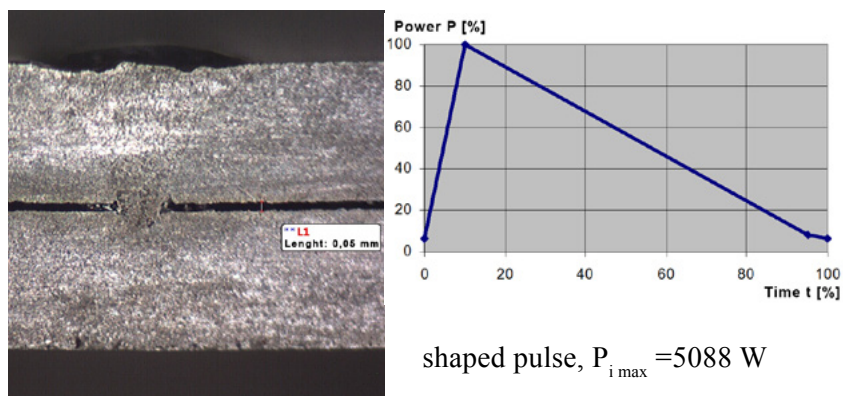 L1
Lenght: 0,05 mm
Power P [%]
100
80
60
40
20
0
0 20 40 60 80 100
Time t [%]
shaped pulse, P i max =5088 W